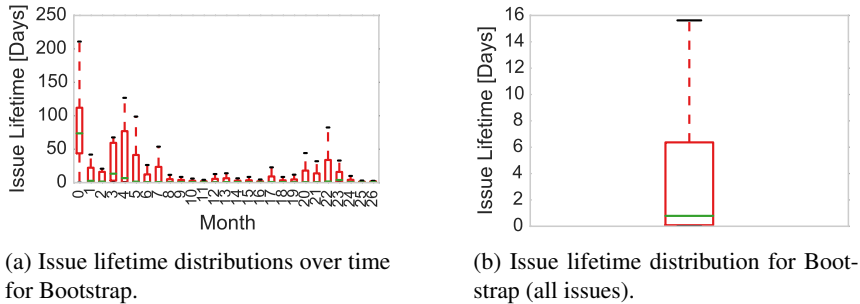 250
200
150
100
50
0
Issue Lifetime [Days]
0 1 2 3 4 5 6 7 8 9 10 11 12 13 14 15 16 17 18 19 20 21 22 23 24 25 26
Month
(a) Issue lifetime distributions over time
for Bootstrap.
16
14
12
10
8
6
4
2
0
Issue Lifetime [Days]
(b) Issue lifetime distribution for Boot-
strap (all issues).